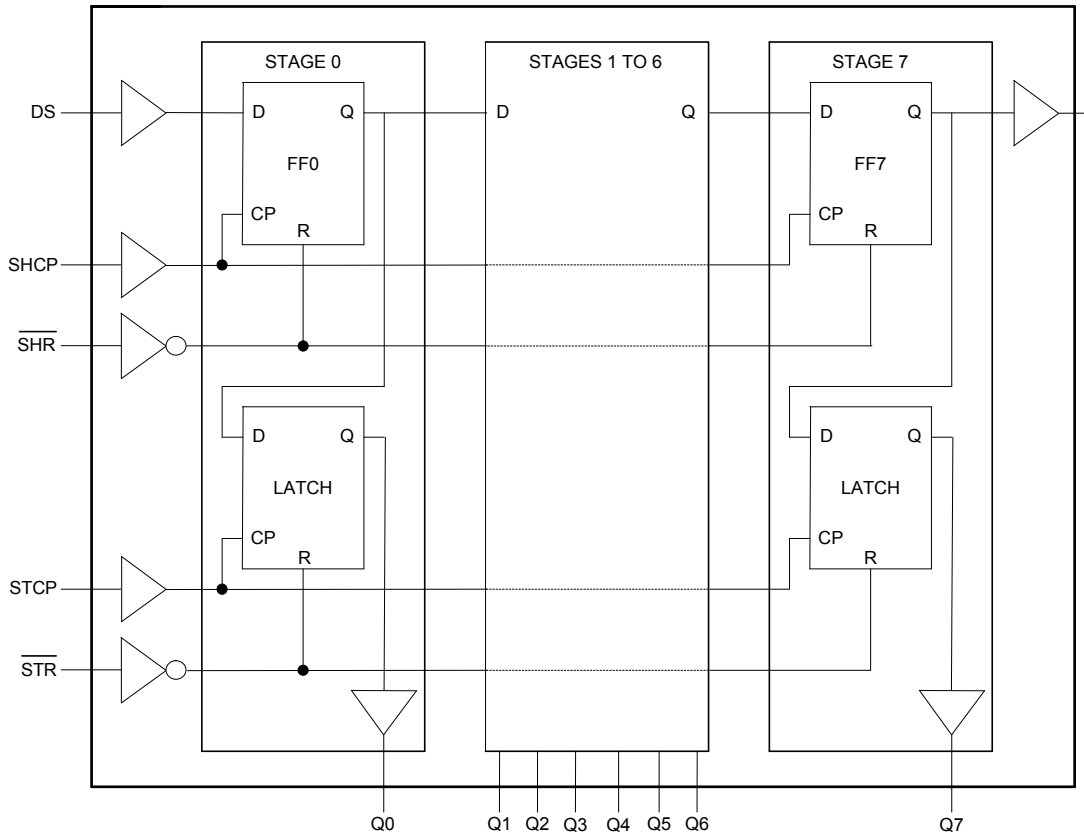 STAGE 0
STAGES 1 TO 6
STAGE 7
DS
D
Q
FF0
CP
R
D
Q
D
Q
FF7
CP
R
SHCP
SHR
D
Q
LATCH
CP
R
D
Q
LATCH
CP
R
STCP
STR
Q0
Q1
Q2
Q3
Q4
Q5
Q6
Q7